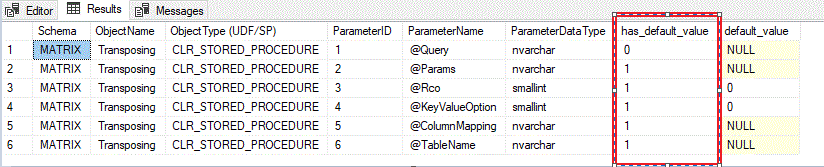 Editor Results Messages
Schema ObjectName ObjectType (UDF/SP) ParameterID ParameterName ParameterDataType has_default_value default_value
1 MATRIX Transposing CLR_STORED_PROCEDURE 1 @Query nvarchar 0 NULL
2 MATRIX Transposing CLR_STORED_PROCEDURE 2 @Params nvarchar 1 NULL
3 MATRIX Transposing CLR_STORED_PROCEDURE 3 @Rco smallint 1 0
4 MATRIX Transposing CLR_STORED_PROCEDURE 4 @KeyValueOption smallint 1 0
5 MATRIX Transposing CLR_STORED_PROCEDURE 5 @ColumnMapping nvarchar 1 NULL
6 MATRIX Transposing CLR_STORED_PROCEDURE 6 @TableName nvarchar 1 NULL